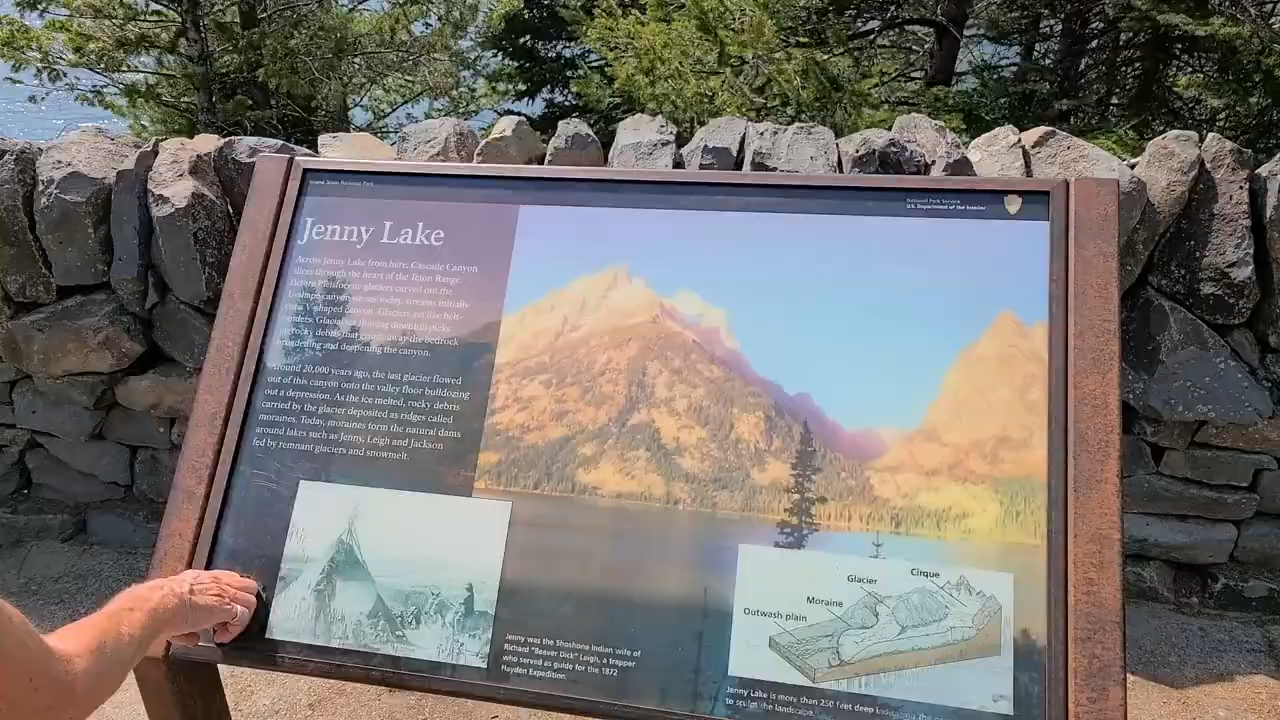 Grand Teton National Park
National Park Service
U.S. Department of the Interior
Jenny Lake
Across Jenny Lake from here, Cascade Canyon
slices through the heart of the Teton Range.
Before Pleistocene glaciers carved out the
U-shape canyon we see today, streams initially
cut a V-shaped canyon. Glaciers act like belt-
sanders. Glacial ice flowing downhill picks
up rocky debris that grinds away the bedrock
broadening and deepening the canyon.
Around 20,000 years ago, the last glacier flowed
out of this canyon onto the valley floor bulldozing
out a depression. As the ice melted, rocky debris
carried by the glacier deposited as ridges called
moraines. Today, moraines form the natural dams
around lakes such as Jenny, Leigh and Jackson
fed by remnant glaciers and snowmelt.
Jenny was the Shoshone Indian wife of
Richard "Beaver Dick" Leigh, a trapper
who served as guide for the 1872
Hayden Expedition.
Cirque
Glacier
Moraine
Outwash plain
Jenny Lake is more than 250 feet deep indicating the
to sculpt the landscape.